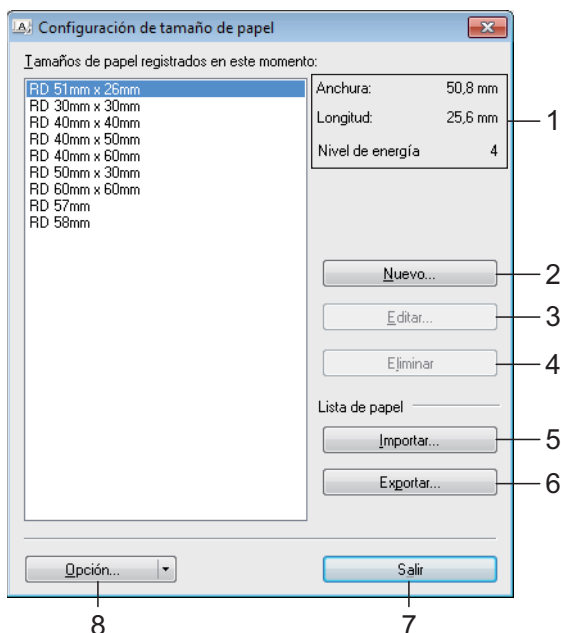 Configuración de tamaño de papel
Tamaños de papel registrados en este momento:
RD 51mm x 26mm
RD 30mm x 30mm
RD 40mm x 40mm
RD 40mm x 50mm
RD 40mm x 60mm
RD 50mm x 30mm
RD 60mm x 60mm
RD 57mm
RD 58mm
Anchura: 50,8 mm
Longitud: 25,6 mm
Nivel de energía 4
1
Nuevo... 2
Editar... 3
Eliminar 4
Lista de papel
Importar... 5
Exportar... 6
Opción... Salir
8 7